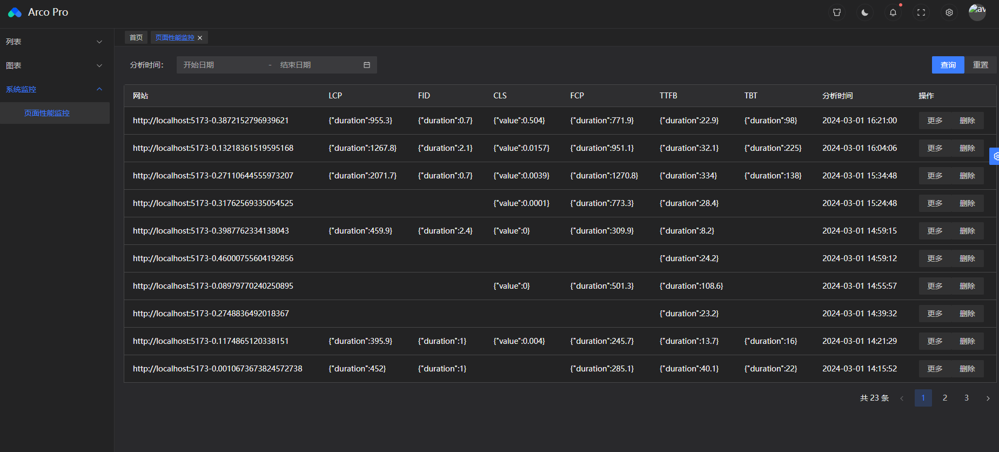 Arco Pro
av
列表
图表
系统监控
页面性能监控
首页 页面性能监控
分析时间： 开始日期 - 结束日期 查询 重置
网站 LCP FID CLS FCP TTFB TBT 分析时间 操作
http://localhost:5173-0.3872152796939621 {"duration":955.3} {"duration":0.7} {"value":0.504} {"duration":771.9} {"duration":22.9} {"duration":98} 2024-03-01 16:21:00 更多 删除
http://localhost:5173-0.13218361519595168 {"duration":1267.8} {"duration":2.1} {"value":0.0157} {"duration":951.1} {"duration":32.1} {"duration":225} 2024-03-01 16:04:06 更多 删除
http://localhost:5173-0.27110644555973207 {"duration":2071.7} {"duration":0.7} {"value":0.0039} {"duration":1270.8} {"duration":334} {"duration":138} 2024-03-01 15:34:48 更多 删除
http://localhost:5173-0.31762569335054525 {"value":0.0001} {"duration":773.3} {"duration":28.4} 2024-03-01 15:24:48 更多 删除
http://localhost:5173-0.3987762334138043 {"duration":459.9} {"duration":2.4} {"value":0} {"duration":309.9} {"duration":8.2} 2024-03-01 14:59:15 更多 删除
http://localhost:5173-0.46000755604192856 {"duration":24.2} 2024-03-01 14:59:12 更多 删除
http://localhost:5173-0.08979770240250895 {"value":0} {"duration":501.3} {"duration":108.6} 2024-03-01 14:55:57 更多 删除
http://localhost:5173-0.2748836492018367 {"duration":23.2} 2024-03-01 14:39:32 更多 删除
http://localhost:5173-0.1174865120338151 {"duration":395.9} {"duration":1} {"value":0.004} {"duration":245.7} {"duration":13.7} {"duration":16} 2024-03-01 14:21:29 更多 删除
http://localhost:5173-0.0010673673824572738 {"duration":452} {"duration":1} {"duration":285.1} {"duration":40.1} {"duration":22} 2024-03-01 14:15:52 更多 删除
共 23 条 1 2 3